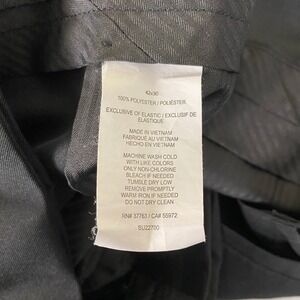 42x30
100% POLYESTER / POLIÉSTER
EXCLUSIVE OF ELASTIC / EXCLUSIF DE
ÉLASTIQUE
MADE IN VIETNAM
FABRIQUÉ AU VIETNAM
HECHO EN VIETNAM
MACHINE WASH COLD
WITH LIKE COLORS
ONLY NON-CHLORINE
BLEACH IF NEEDED
TUMBLE DRY LOW
REMOVE PROMPTLY
WARM IRON IF NEEDED
DO NOT DRY CLEAN
RN# 37763 / CA# 55972
SU22700